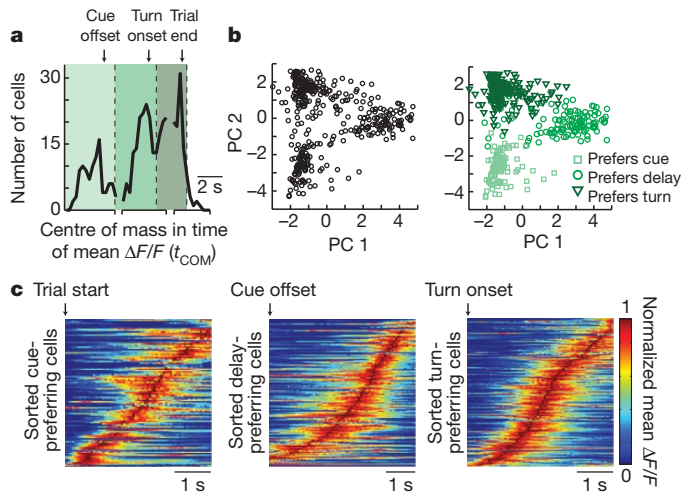 a
Cue offset
Turn onset
Trial end
Number of cells
30
15
0
2 s
Centre of mass in time
of mean ΔF/F (tCOM)
b
PC 2
2
0
−2
−4
−2 0 2 4
PC 1
2
0
−2
−4
−2 0 2 4
PC 1
Prefers cue
Prefers delay
Prefers turn
c
Trial start
Sorted cue-
preferring cells
1 s
Cue offset
Sorted delay-
preferring cells
1 s
Turn onset
Sorted turn-
preferring cells
1 s
1
0
Normalized mean ΔF/F